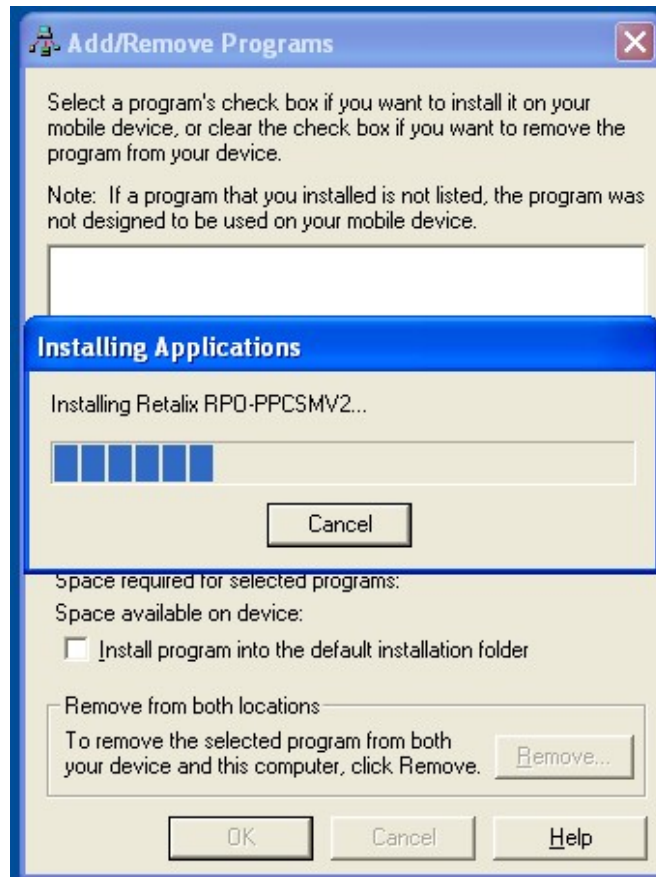 Add/Remove Programs
Select a program's check box if you want to install it on your
mobile device, or clear the check box if you want to remove the
program from your device.
Note: If a program that you installed is not listed, the program was
not designed to be used on your mobile device.
Installing Applications
Installing Retalix RPO-PPCSMV2...
Cancel
Space required for selected programs:
Space available on device:
Install program into the default installation folder
Remove from both locations
To remove the selected program from both
your device and this computer, click Remove.
Remove...
OK
Cancel
Help